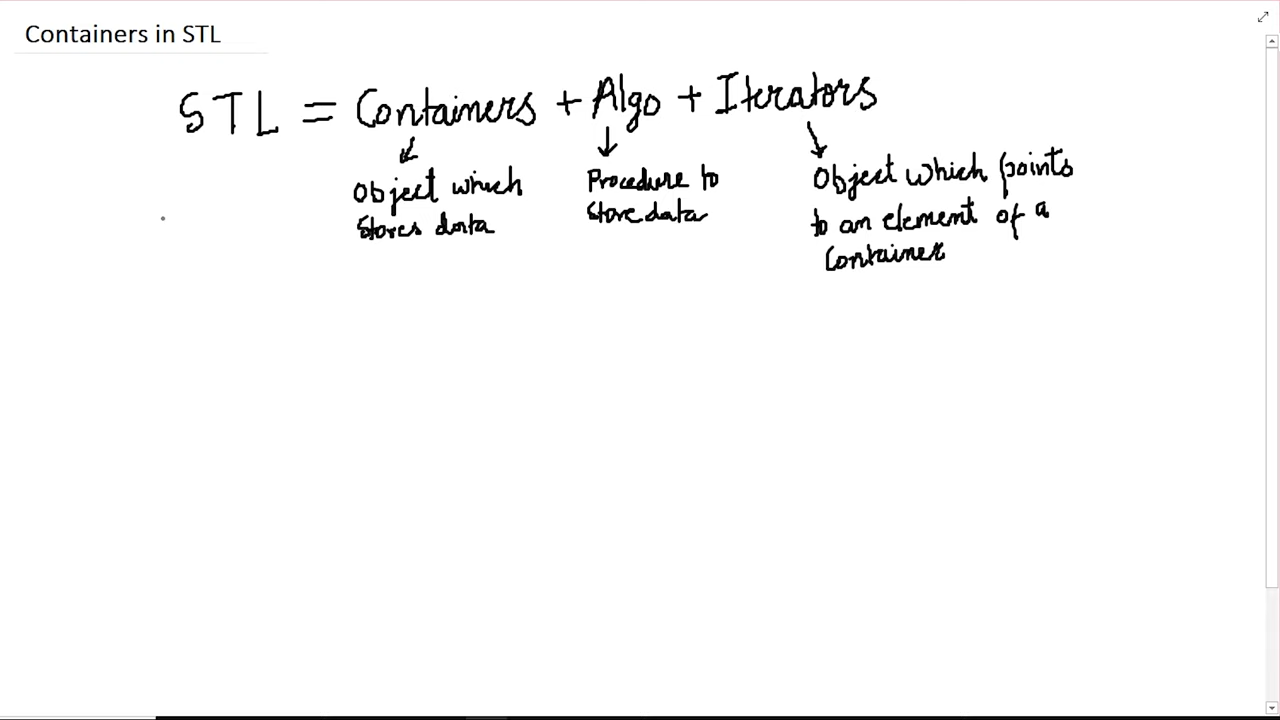 Containers in STL
STL = Containers + Algo + Iterators
Object which
stores data
Procedure to
store data
Object which points
to an element of a
container